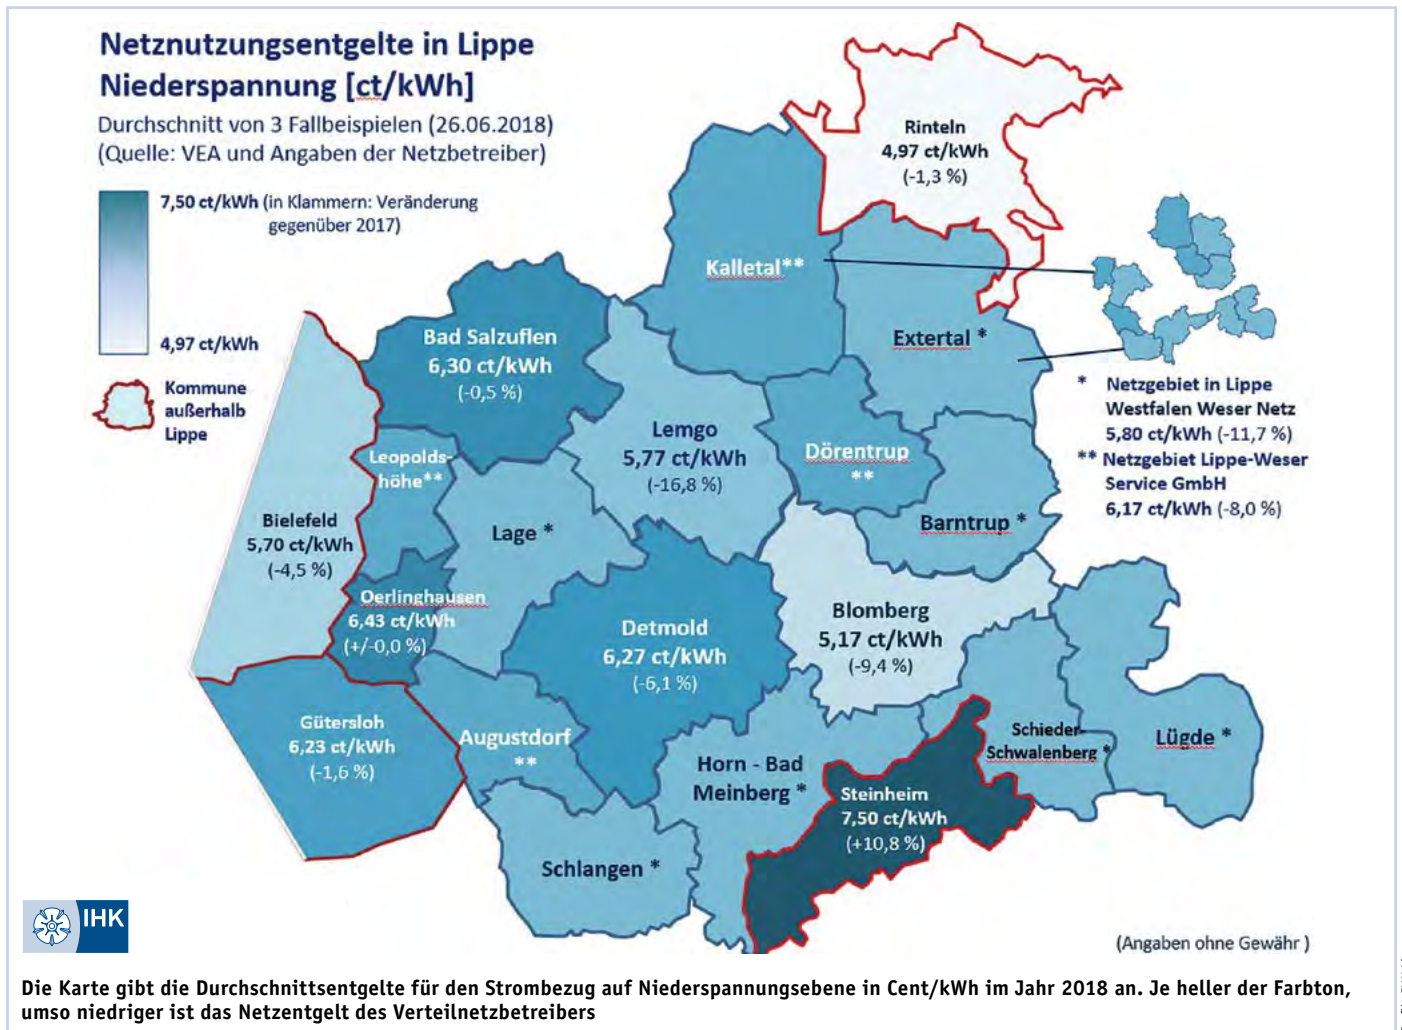 Netznutzungsentgelte in Lippe
Niederspannung [ct/kWh]
Durchschnitt von 3 Fallbeispielen (26.06.2018)
(Quelle: VEA und Angaben der Netzbetreiber)
7,50 ct/kWh (in Klammern: Veränderung
gegenüber 2017)
4,97 ct/kWh
Kommune
außerhalb
Lippe
Rinteln
4,97 ct/kWh
(-1,3 %)
Kalletal**
Extertal *
Bad Salzuflen
6,30 ct/kWh
(-0,5 %)
Lemgo
5,77 ct/kWh
(-16,8 %)
Dörentrup
**
Leopolds-
höhe**
Lage *
Barntrup *
Bielefeld
5,70 ct/kWh
(-4,5 %)
Oerlinghausen
6,43 ct/kWh
(+/-0,0 %)
Detmold
6,27 ct/kWh
(-6,1 %)
Blomberg
5,17 ct/kWh
(-9,4 %)
Gütersloh
6,23 ct/kWh
(-1,6 %)
Augustdorf
**
Horn - Bad
Meinberg *
Schieder-
Schwalenberg *
Lügde *
Steinheim
7,50 ct/kWh
(+10,8 %)
Schlangen *
* Netzgebiet in Lippe
Westfalen Weser Netz
5,80 ct/kWh (-11,7 %)
** Netzgebiet Lippe-Weser
Service GmbH
6,17 ct/kWh (-8,0 %)
IHK
(Angaben ohne Gewähr )
Die Karte gibt die Durchschnittsentgelte für den Strombezug auf Niederspannungsebene in Cent/kWh im Jahr 2018 an. Je heller der Farbton,
umso niedriger ist das Netzentgelt des Verteilnetzbetreibers